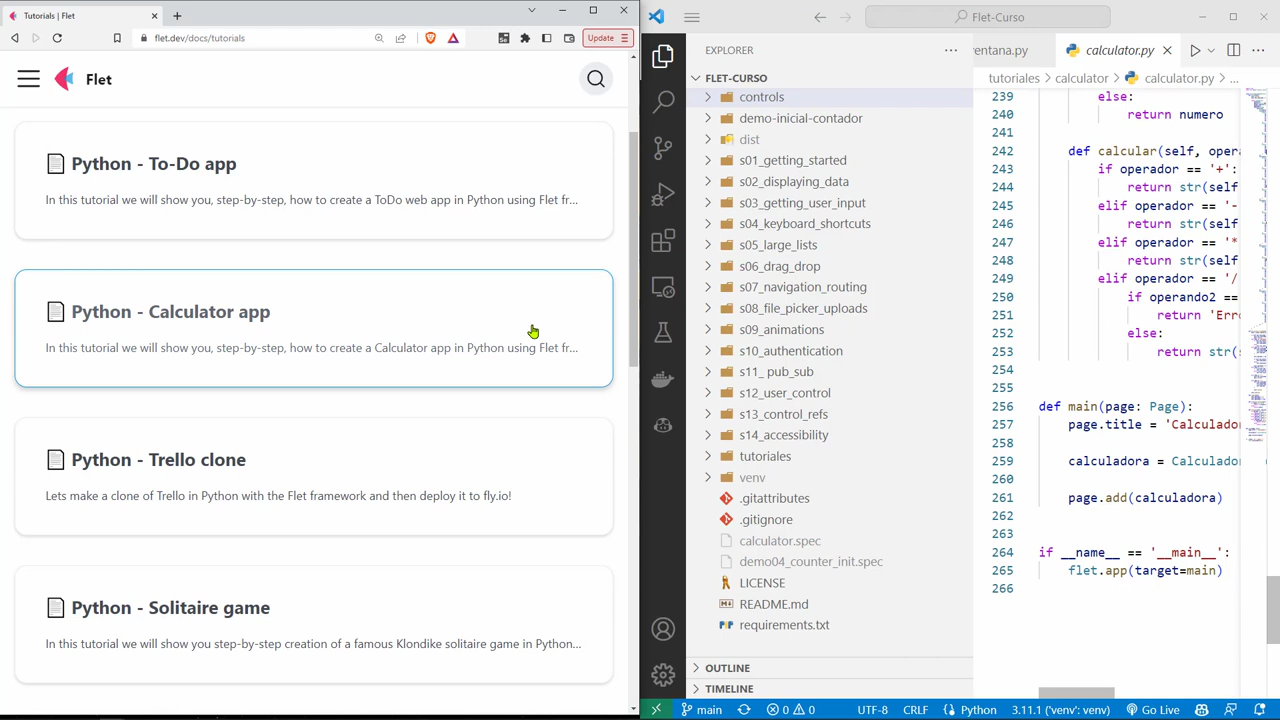 Tutorials | Flet
flet.dev/docs/tutorials
Update
Flet
Python - To-Do app
In this tutorial we will show you, step-by-step, how to create a ToDo web app in Python using Flet fr...
Python - Calculator app
In this tutorial we will show you, step-by-step, how to create a Calculator app in Python using Flet fr...
Python - Trello clone
Lets make a clone of Trello in Python with the Flet framework and then deploy it to fly.io!
Python - Solitaire game
In this tutorial we will show you step-by-step creation of a famous Klondike solitaire game in Python...
Flet-Curso
EXPLORER
FLET-CURSO
controls
demo-inicial-contador
dist
s01_getting_started
s02_displaying_data
s03_getting_user_input
s04_keyboard_shortcuts
s05_large_lists
s06_drag_drop
s07_navigation_routing
s08_file_picker_uploads
s09_animations
s10_authentication
s11_ pub_sub
s12_user_control
s13_control_refs
s14_accessibility
tutoriales
venv
.gitattributes
.gitignore
calculator.spec
demo04_counter_init.spec
LICENSE
README.md
requirements.txt
OUTLINE
TIMELINE
entana.py
calculator.py
tutoriales > calculator > calculator.py > ...
239 else:
240 return numero
241
242 def calcular(self, opera
243 if operador == '+':
244 return str(self
245 elif operador == '-
246 return str(self
247 elif operador == '*
248 return str(self
249 elif operador == '/
250 if operando2 ==
251 return 'Erro
252 else:
253 return str(s
254
255
256 def main(page: Page):
257 page.title = 'Calculado
258
259 calculadora = Calculado
260
261 page.add(calculadora)
262
263
264 if __name__ == '__main__':
265 flet.app(target=main)
266
main
0 0
UTF-8
CRLF
Python
3.11.1 ('venv': venv)
Go Live